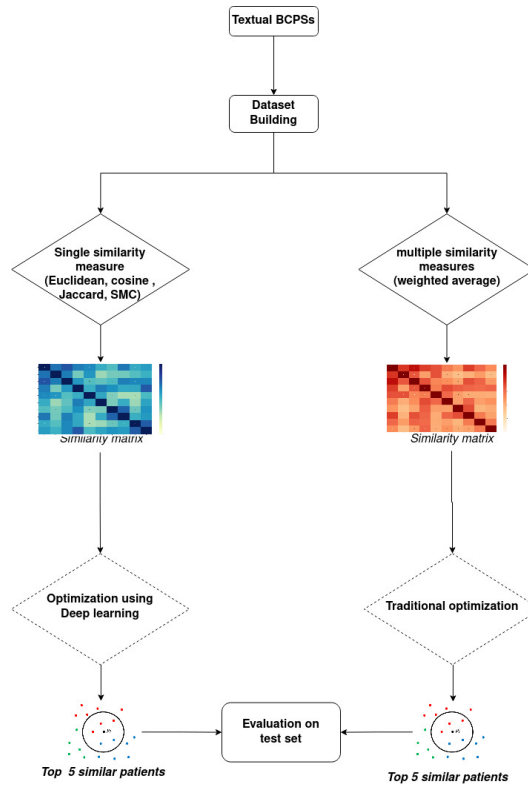 Textual BCPSs
Dataset
Building
Single similarity
measure
(Euclidean, cosine ,
Jaccard, SMC)
multiple similarity
measures
(weighted average)
Similarity matrix
Similarity matrix
Optimization using
Deep learning
Traditional optimization
Evaluation on
test set
Top 5 similar patients
Top 5 similar patients